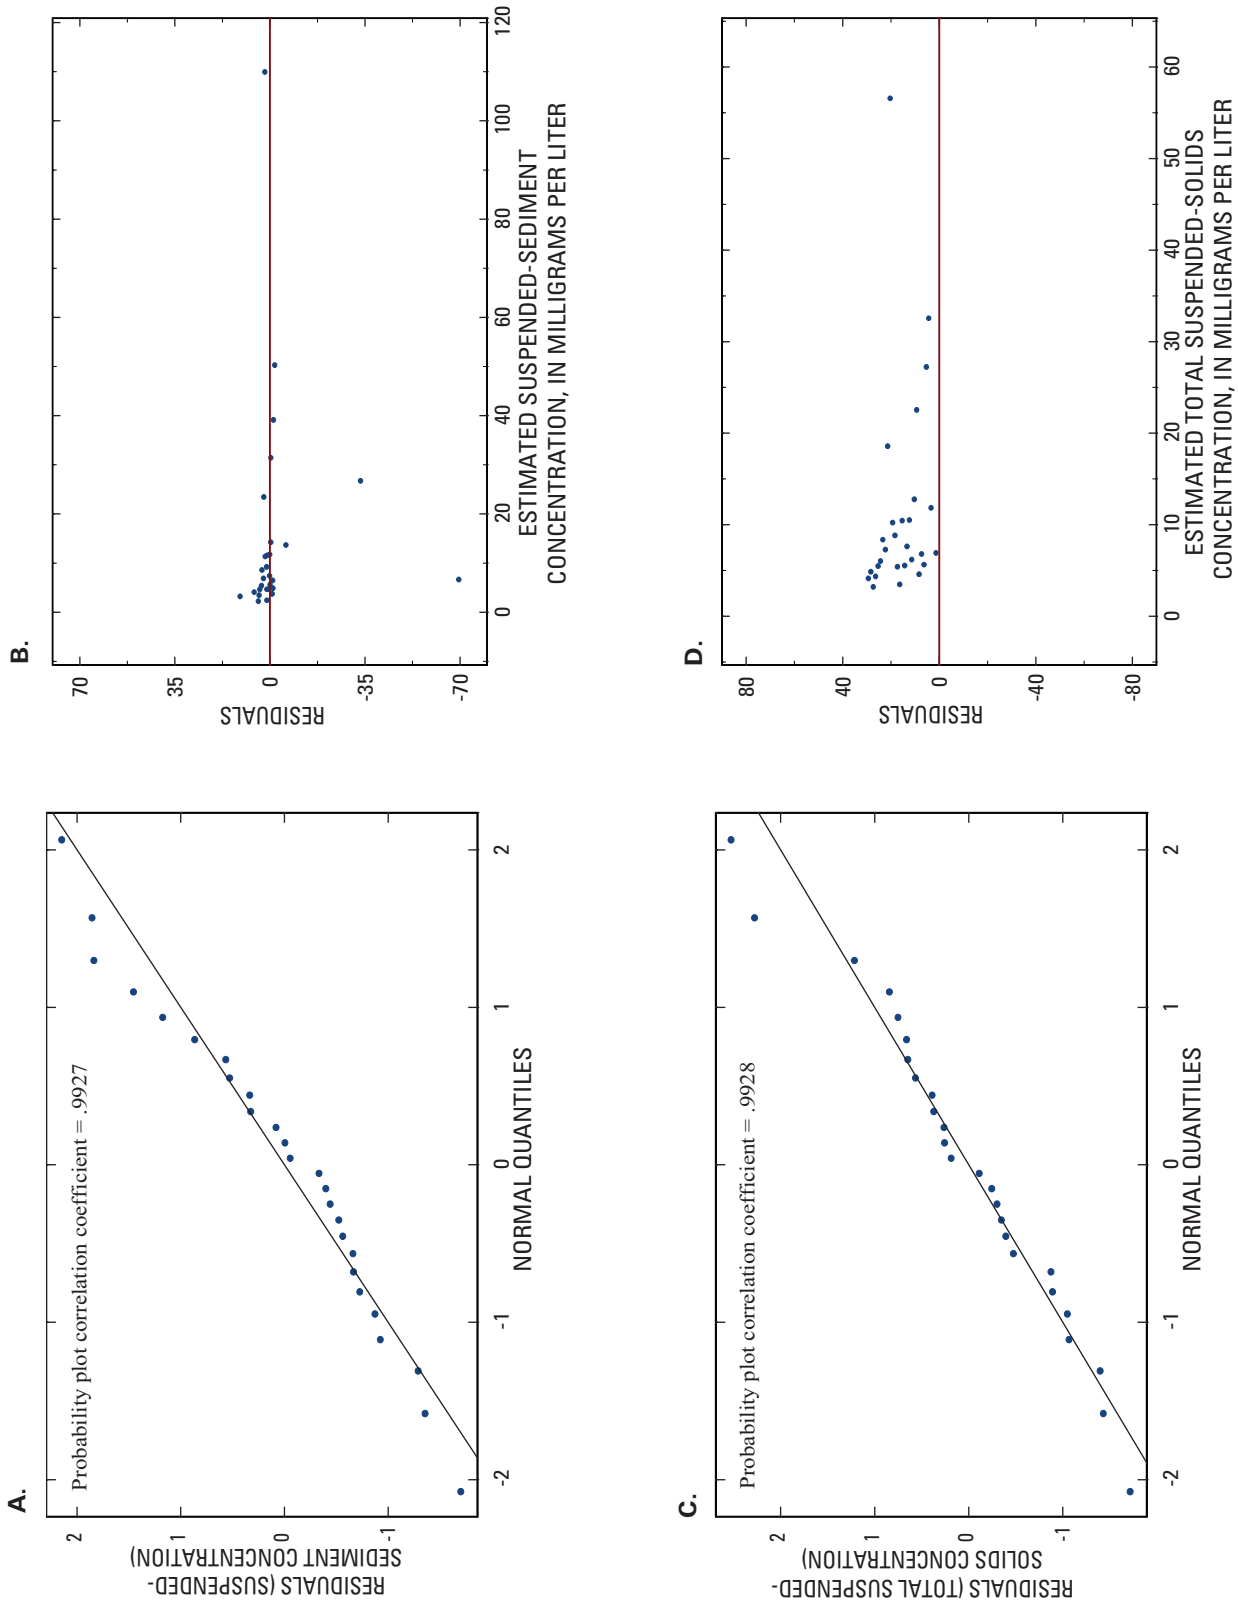 A.
RESIDUALS (SUSPENDED-
SEDIMENT CONCENTRATION)
2
1
0
-1
Probability plot correlation coefficient = .9927
-2
-1
0
1
2
NORMAL QUANTILES
B.
RESIDUALS
70
35
0
-35
-70
0
20
40
60
80
100
120
ESTIMATED SUSPENDED-SEDIMENT
CONCENTRATION, IN MILLIGRAMS PER LITER
C.
RESIDUALS (TOTAL SUSPENDED-
SOLIDS CONCENTRATION)
2
1
0
-1
Probability plot correlation coefficient = .9928
-2
-1
0
1
2
NORMAL QUANTILES
D.
RESIDUALS
80
40
0
-40
-80
0
10
20
30
40
50
60
ESTIMATED TOTAL SUSPENDED-SOLIDS
CONCENTRATION, IN MILLIGRAMS PER LITER